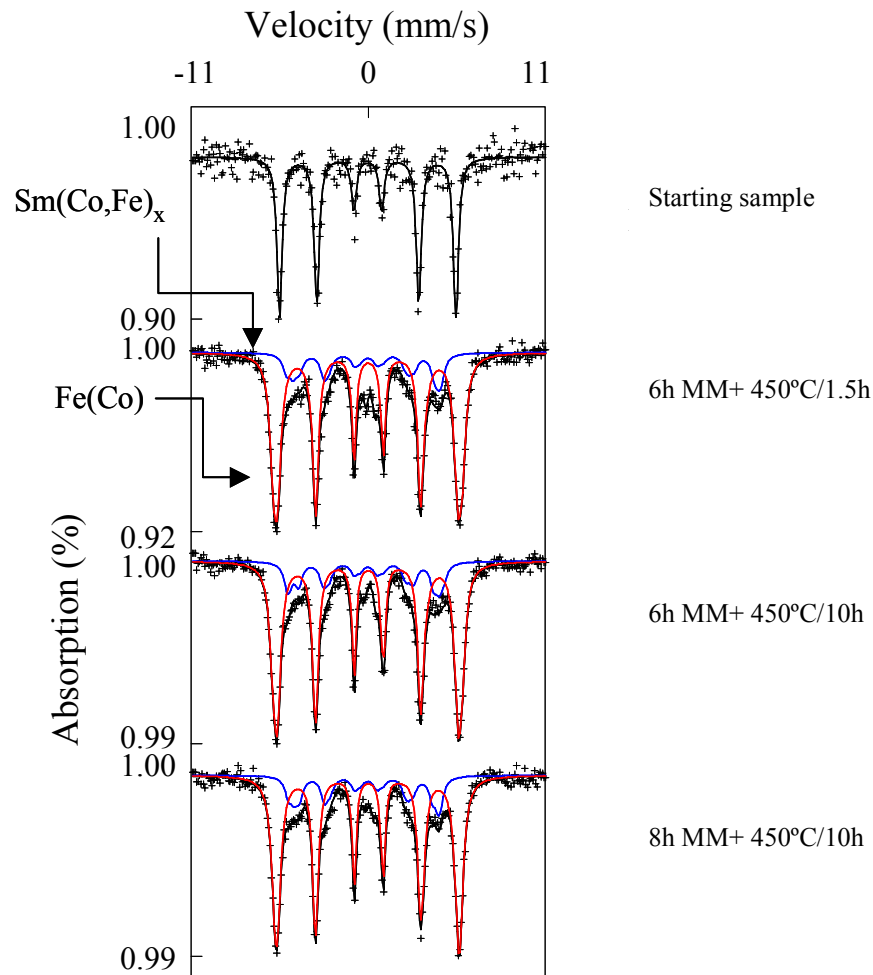 Velocity (mm/s)
-11 0 11
1.00
Sm(Co,Fe)x
Starting sample
0.90
1.00
Fe(Co)
6h MM+ 450ºC/1.5h
0.92
1.00
Absorption (%)
6h MM+ 450ºC/10h
0.99
1.00
8h MM+ 450ºC/10h
0.99